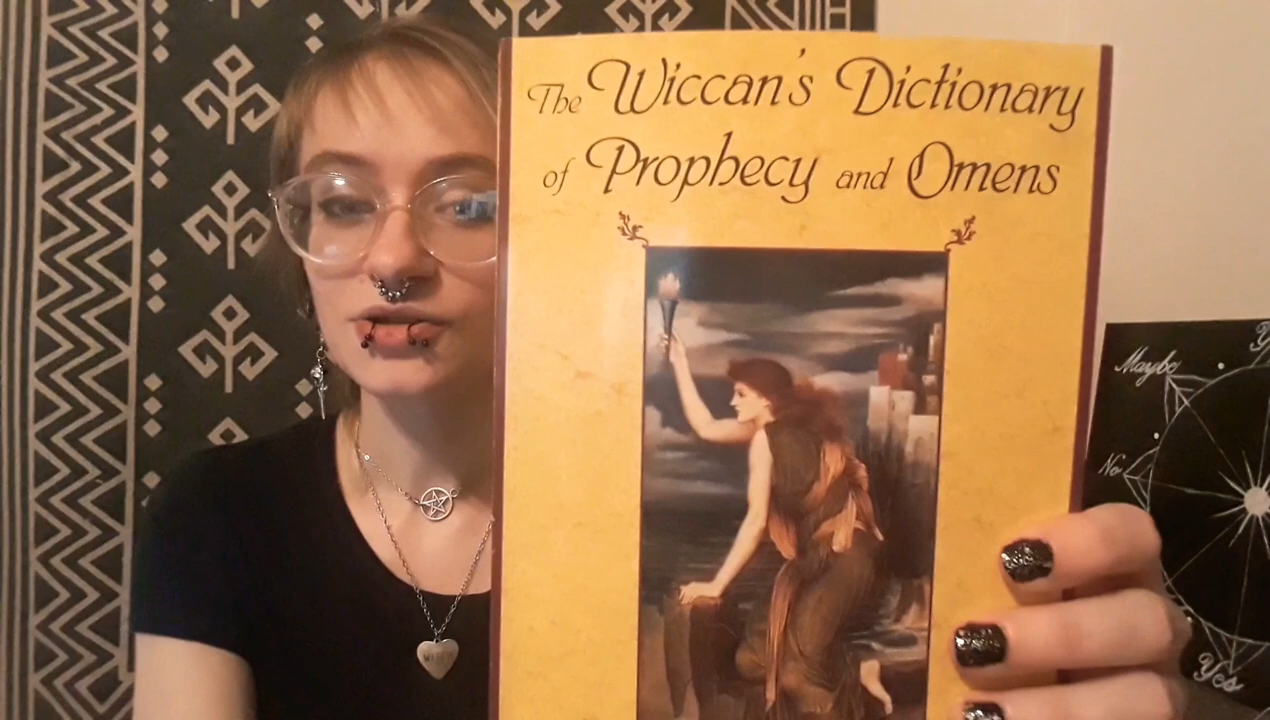 The Wiccan's Dictionary
of Prophecy and Omens
Maybe
No
Yes